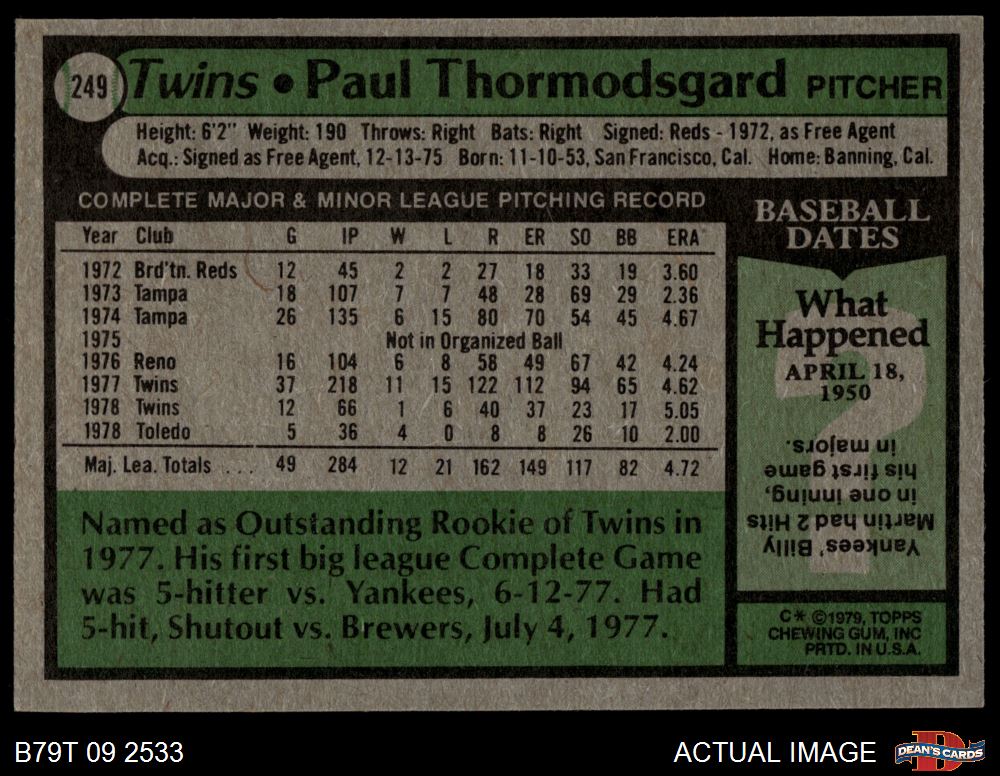 249 Twins • Paul Thormodsgard PITCHER
Height: 6'2" Weight: 190 Throws: Right Bats: Right Signed: Reds - 1972, as Free Agent
Acq.: Signed as Free Agent, 12-13-75 Born: 11-10-53, San Francisco, Cal. Home: Banning, Cal.
COMPLETE MAJOR & MINOR LEAGUE PITCHING RECORD
Year Club G IP W L R ER SO BB ERA
1972 Brd'tn. Reds 12 45 2 2 27 18 33 19 3.60
1973 Tampa 18 107 7 7 48 28 69 29 2.36
1974 Tampa 26 135 6 15 80 70 54 45 4.67
1975 Not in Organized Ball
1976 Reno 16 104 6 8 58 49 67 42 4.24
1977 Twins 37 218 11 15 122 112 94 65 4.62
1978 Twins 12 66 1 6 40 37 23 17 5.05
1978 Toledo 5 36 4 0 8 8 26 10 2.00
Maj. Lea. Totals . . . 49 284 12 21 162 149 117 82 4.72
Named as Outstanding Rookie of Twins in
1977. His first big league Complete Game
was 5-hitter vs. Yankees, 6-12-77. Had
5-hit, Shutout vs. Brewers, July 4, 1977.
BASEBALL
DATES
What
Happened
APRIL 18,
1950
?
Yankees' Billy
Martin had 2 Hits
in one inning,
his first game
in majors.
C* ©1979, TOPPS
CHEWING GUM, INC
PRTD. IN U.S.A.
B79T 09 2533
ACTUAL IMAGE
D
DEAN'S CARDS